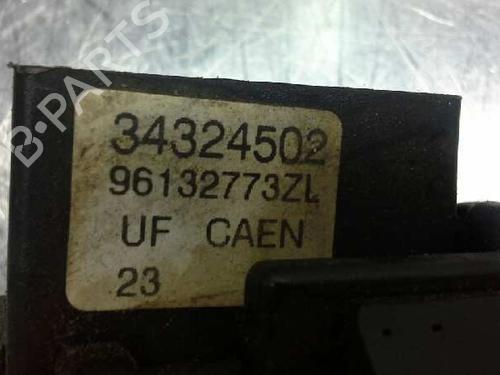 B-PARTS
34324502
96132773ZL
UF CAEN
23